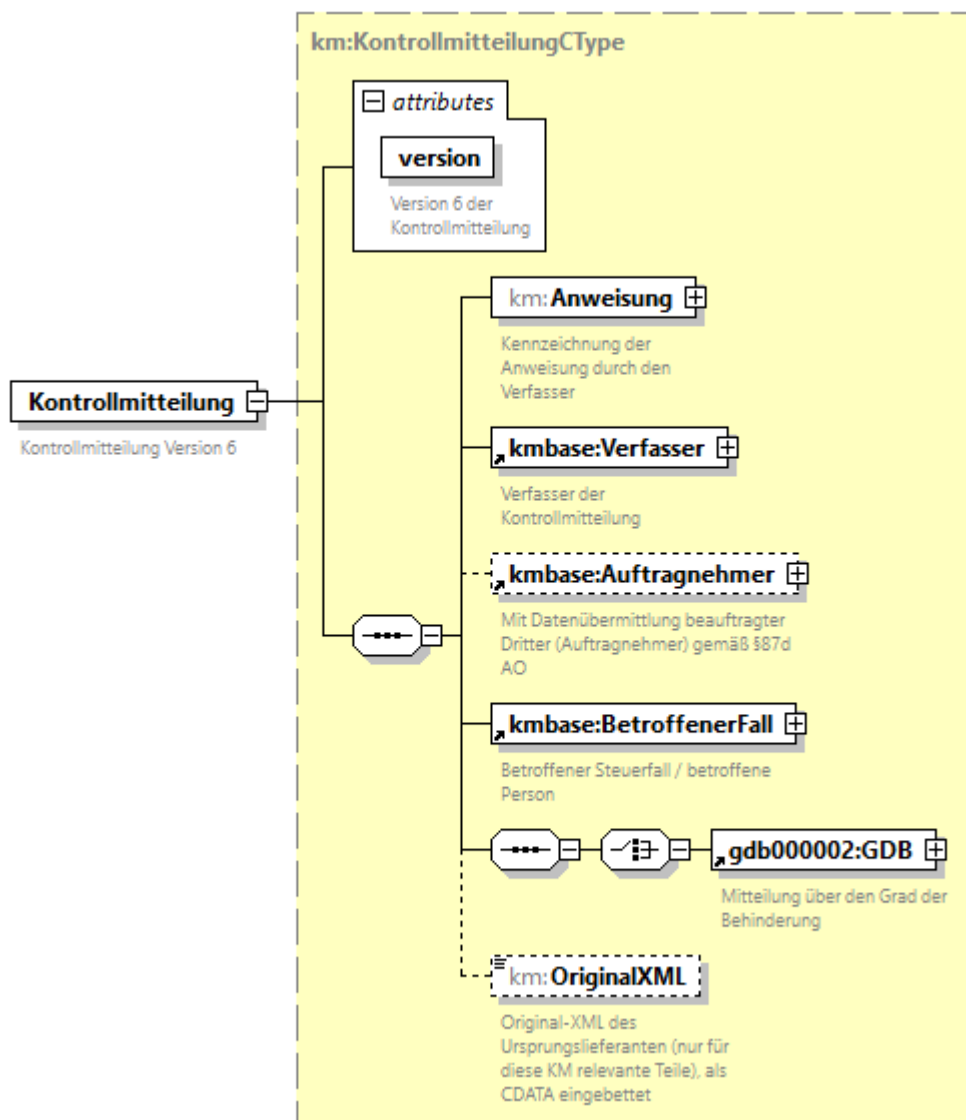 km:KontrollmitteilungCType
attributes
version
Version 6 der
Kontrollmitteilung
km:Anweisung
Kennzeichnung der
Anweisung durch den
Verfasser
Kontrollmitteilung
Kontrollmitteilung Version 6
kmbase:Verfasser
Verfasser der
Kontrollmitteilung
kmbase:Auftragnehmer
Mit Datenübermittlung beauftragter
Dritter (Auftragnehmer) gemäß §87d
AO
kmbase:BetroffenerFall
Betroffener Steuerfall / betroffene
Person
gdb000002:GDB
Mitteilung über den Grad der
Behinderung
km:OriginalXML
Original-XML des
Ursprungslieferanten (nur für
diese KM relevante Teile), als
CDATA eingebettet